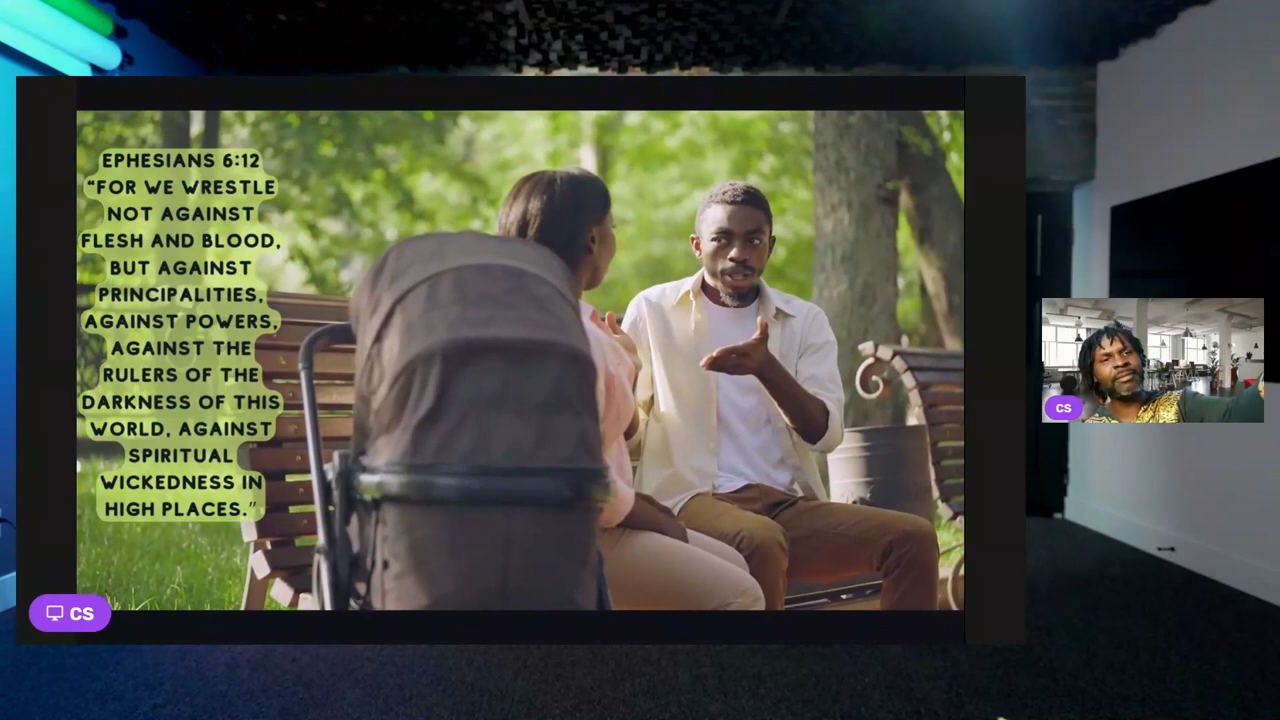 EPHESIANS 6:12
“FOR WE WRESTLE
NOT AGAINST
FLESH AND BLOOD,
BUT AGAINST
PRINCIPALITIES,
AGAINST POWERS,
AGAINST THE
RULERS OF THE
DARKNESS OF THIS
WORLD, AGAINST
SPIRITUAL
WICKEDNESS IN
HIGH PLACES.”
CS
CS